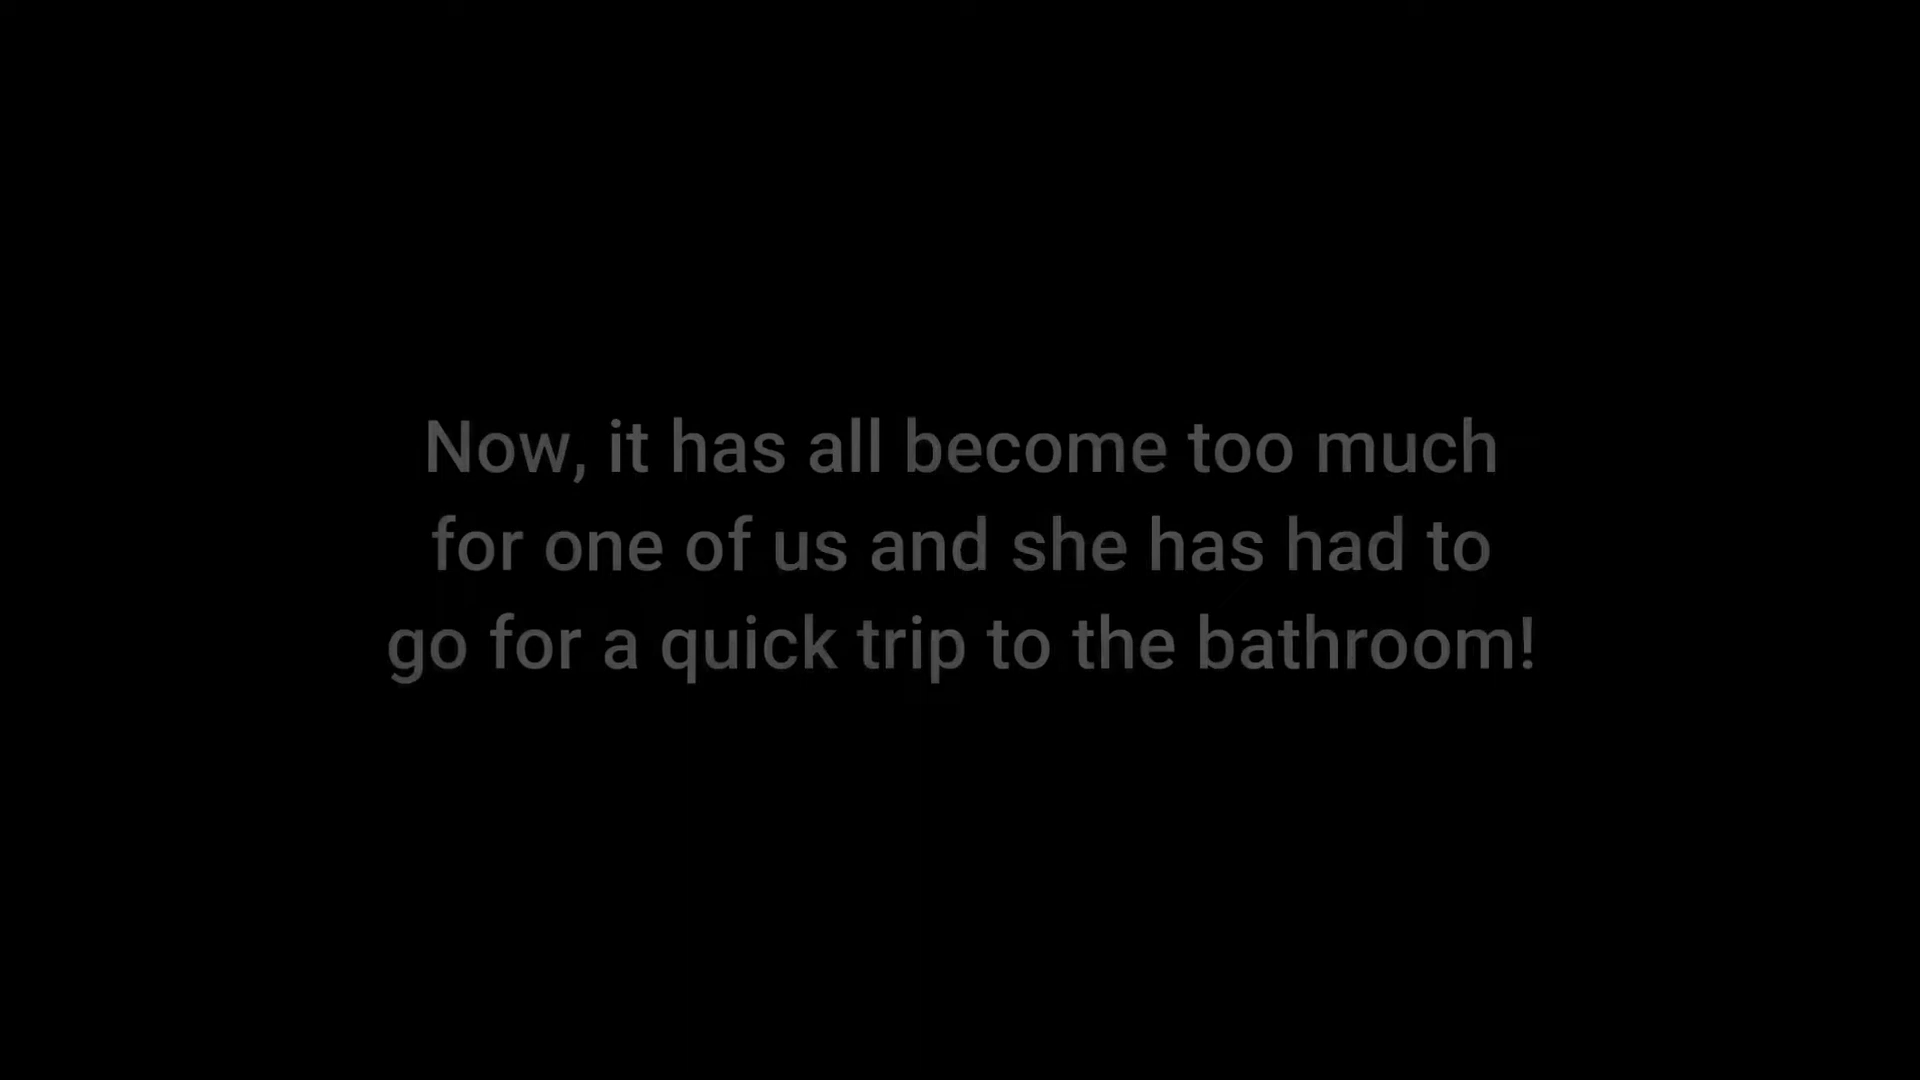 Now, it has all become too much
for one of us and she has had to
go for a quick trip to the bathroom!